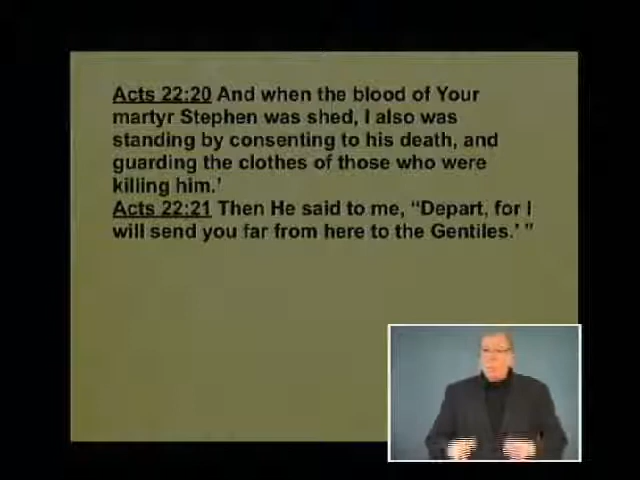 Acts 22:20 And when the blood of Your
martyr Stephen was shed, I also was
standing by consenting to his death, and
guarding the clothes of those who were
killing him.’
Acts 22:21 Then He said to me, “Depart, for I
will send you far from here to the Gentiles.’ ”